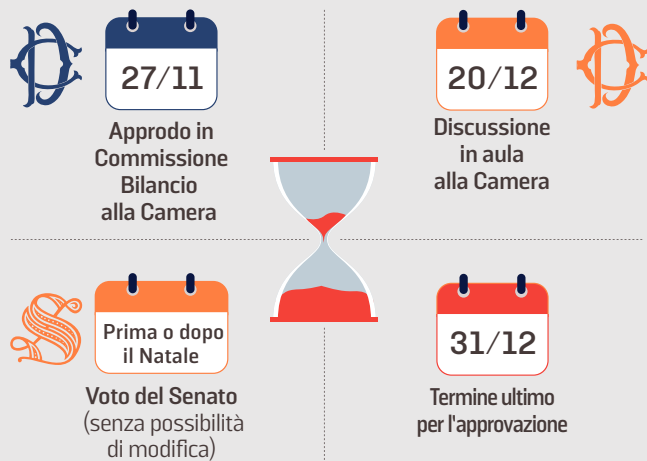 27/11
Approdo in
Commissione
Bilancio
alla Camera
20/12
Discussione
in aula
alla Camera
Prima o dopo
il Natale
Voto del Senato
(senza possibilità
di modifica)
31/12
Termine ultimo
per l'approvazione